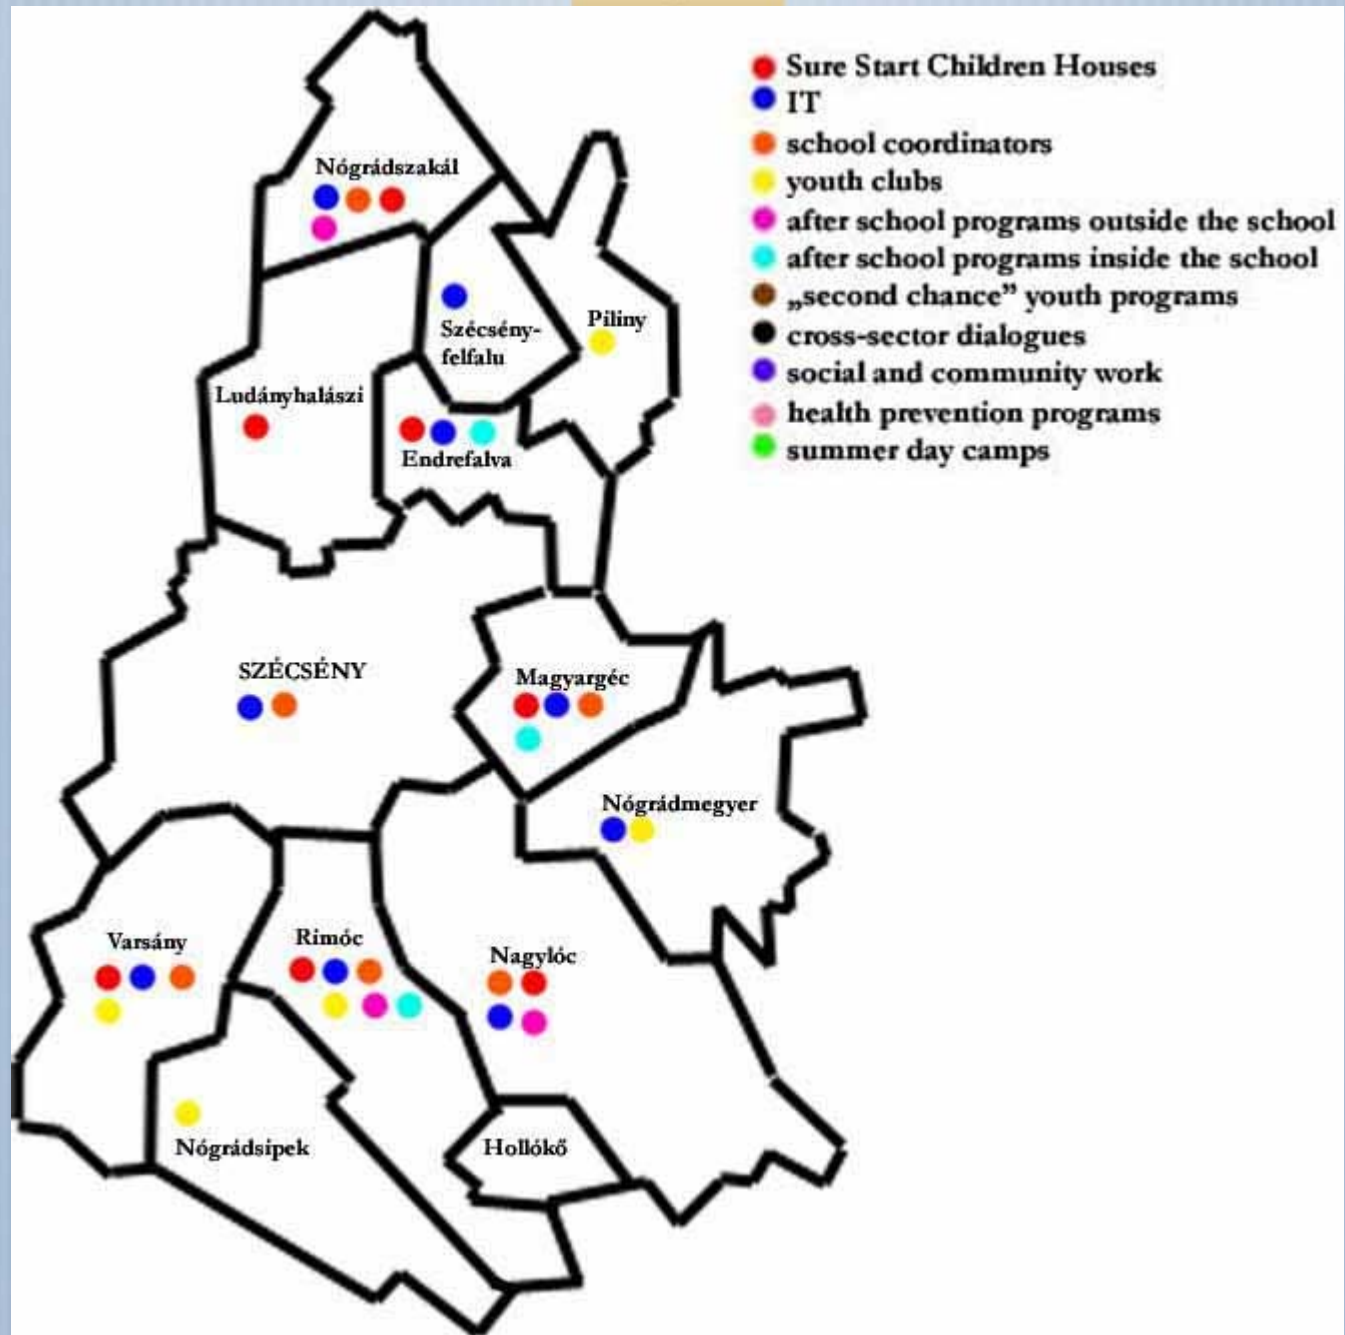 Sure Start Children Houses
IT
school coordinators
youth clubs
after school programs outside the school
after school programs inside the school
„second chance” youth programs
cross-sector dialogues
social and community work
health prevention programs
summer day camps
Nógrádszakál
Szécsény-
felfalu
Piliny
Ludányhalászi
Endrefalva
SZÉCSÉNY
Magyargéc
Nógrádmegyer
Varsány
Rimóc
Nagylóc
Nógrádsipek
Hollókő